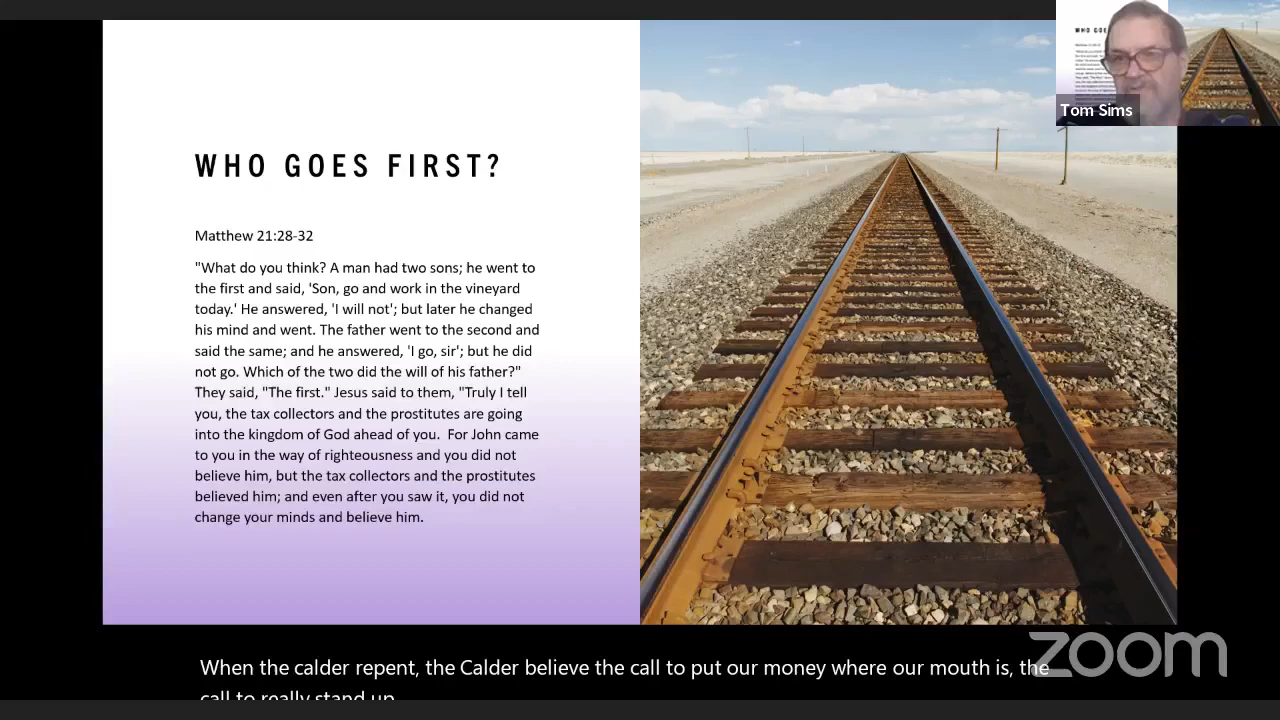 WHO GOES FIRST?
Matthew 21:28-32
"What do you think? A man had two sons; he went to
the first and said, 'Son, go and work in the vineyard
today.' He answered, 'I will not'; but later he changed
his mind and went. The father went to the second and
said the same; and he answered, 'I go, sir'; but he did
not go. Which of the two did the will of his father?"
They said, "The first." Jesus said to them, "Truly I tell
you, the tax collectors and the prostitutes are going
into the kingdom of God ahead of you.  For John came
to you in the way of righteousness and you did not
believe him, but the tax collectors and the prostitutes
believed him; and even after you saw it, you did not
change your minds and believe him.
Tom Sims
zoom
When the calder repent, the Calder believe the call to put our money where our mouth is, the
call to really stand up